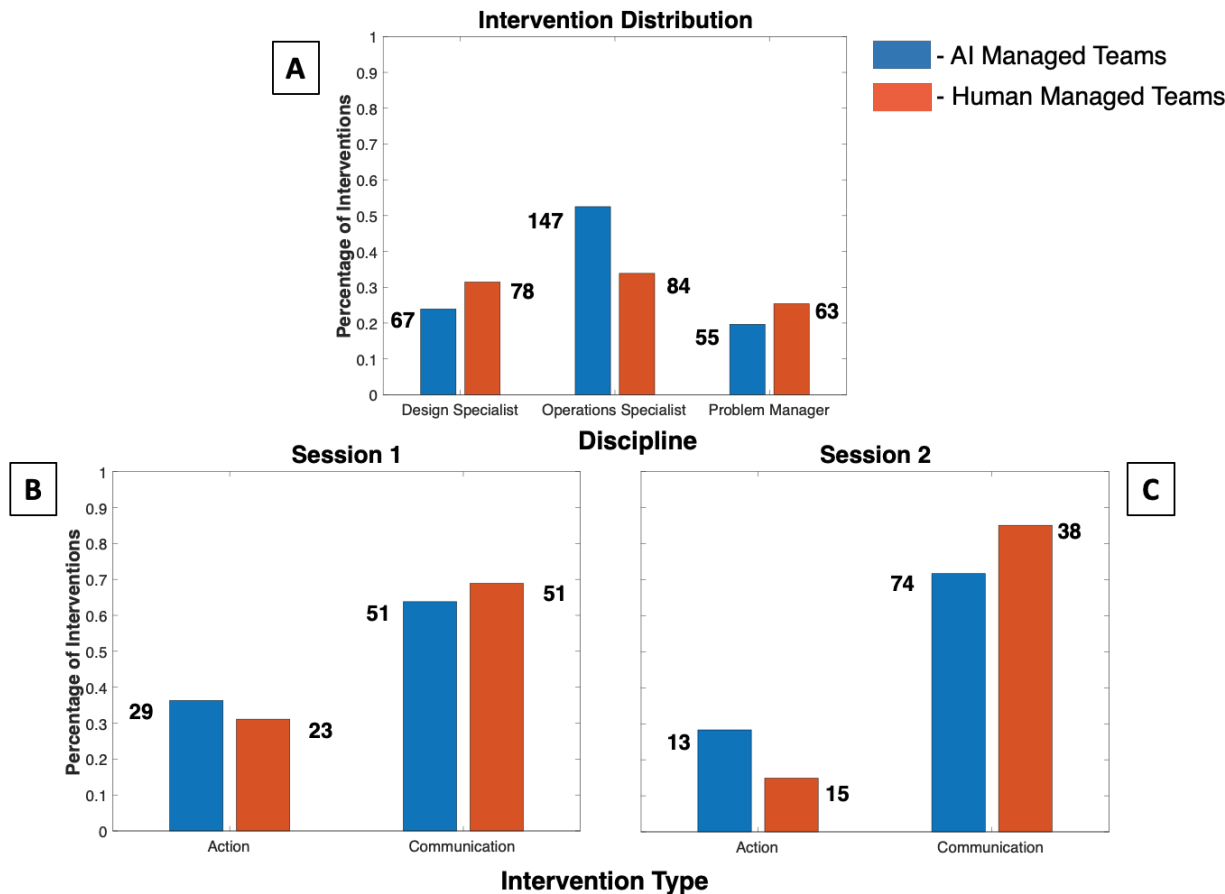 Intervention Distribution
A
- AI Managed Teams
- Human Managed Teams
Percentage of Interventions
1
0.9
0.8
0.7
0.6
0.5
0.4
0.3
0.2
0.1
0
67
78
147
84
55
63
Design Specialist
Operations Specialist
Problem Manager
Discipline
Session 1
B
Percentage of Interventions
1
0.9
0.8
0.7
0.6
0.5
0.4
0.3
0.2
0.1
0
29
23
51
51
Action
Communication
Session 2
C
13
15
74
38
Action
Communication
Intervention Type